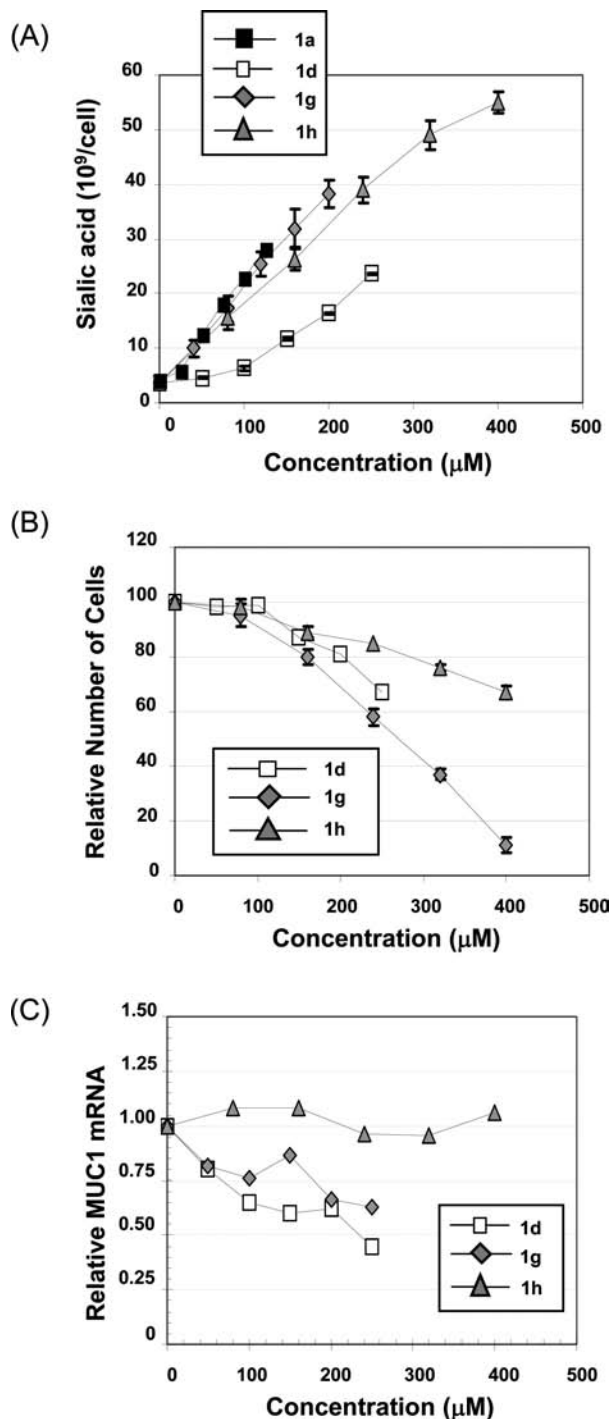 (A)
1a
1d
1g
1h
Sialic acid (10⁹/cell)
60
50
40
30
20
10
0
0 100 200 300 400 500
Concentration (μM)
(B)
Relative Number of Cells
120
100
80
60
40
20
0
1d
1g
1h
0 100 200 300 400 500
Concentration (μM)
(C)
Relative MUC1 mRNA
1.50
1.25
1.00
0.75
0.50
0.25
0
1d
1g
1h
0 100 200 300 400 500
Concentration (μM)